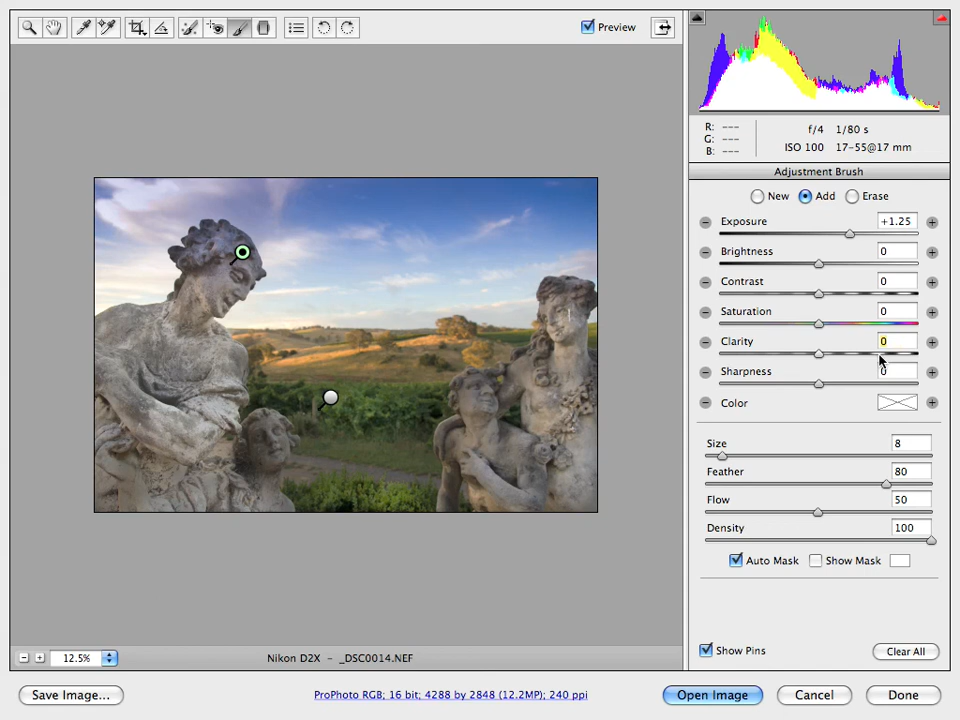 Preview
R: ---
G: ---
B: ---
f/4 1/80 s
ISO 100 17-55@17 mm
Adjustment Brush
New Add Erase
Exposure +1.25
Brightness 0
Contrast 0
Saturation 0
Clarity 0
Sharpness 0
Color
Size 8
Feather 80
Flow 50
Density 100
Auto Mask Show Mask
Show Pins Clear All
12.5% Nikon D2X – _DSC0014.NEF
Save Image... ProPhoto RGB; 16 bit; 4288 by 2848 (12.2MP); 240 ppi Open Image Cancel Done